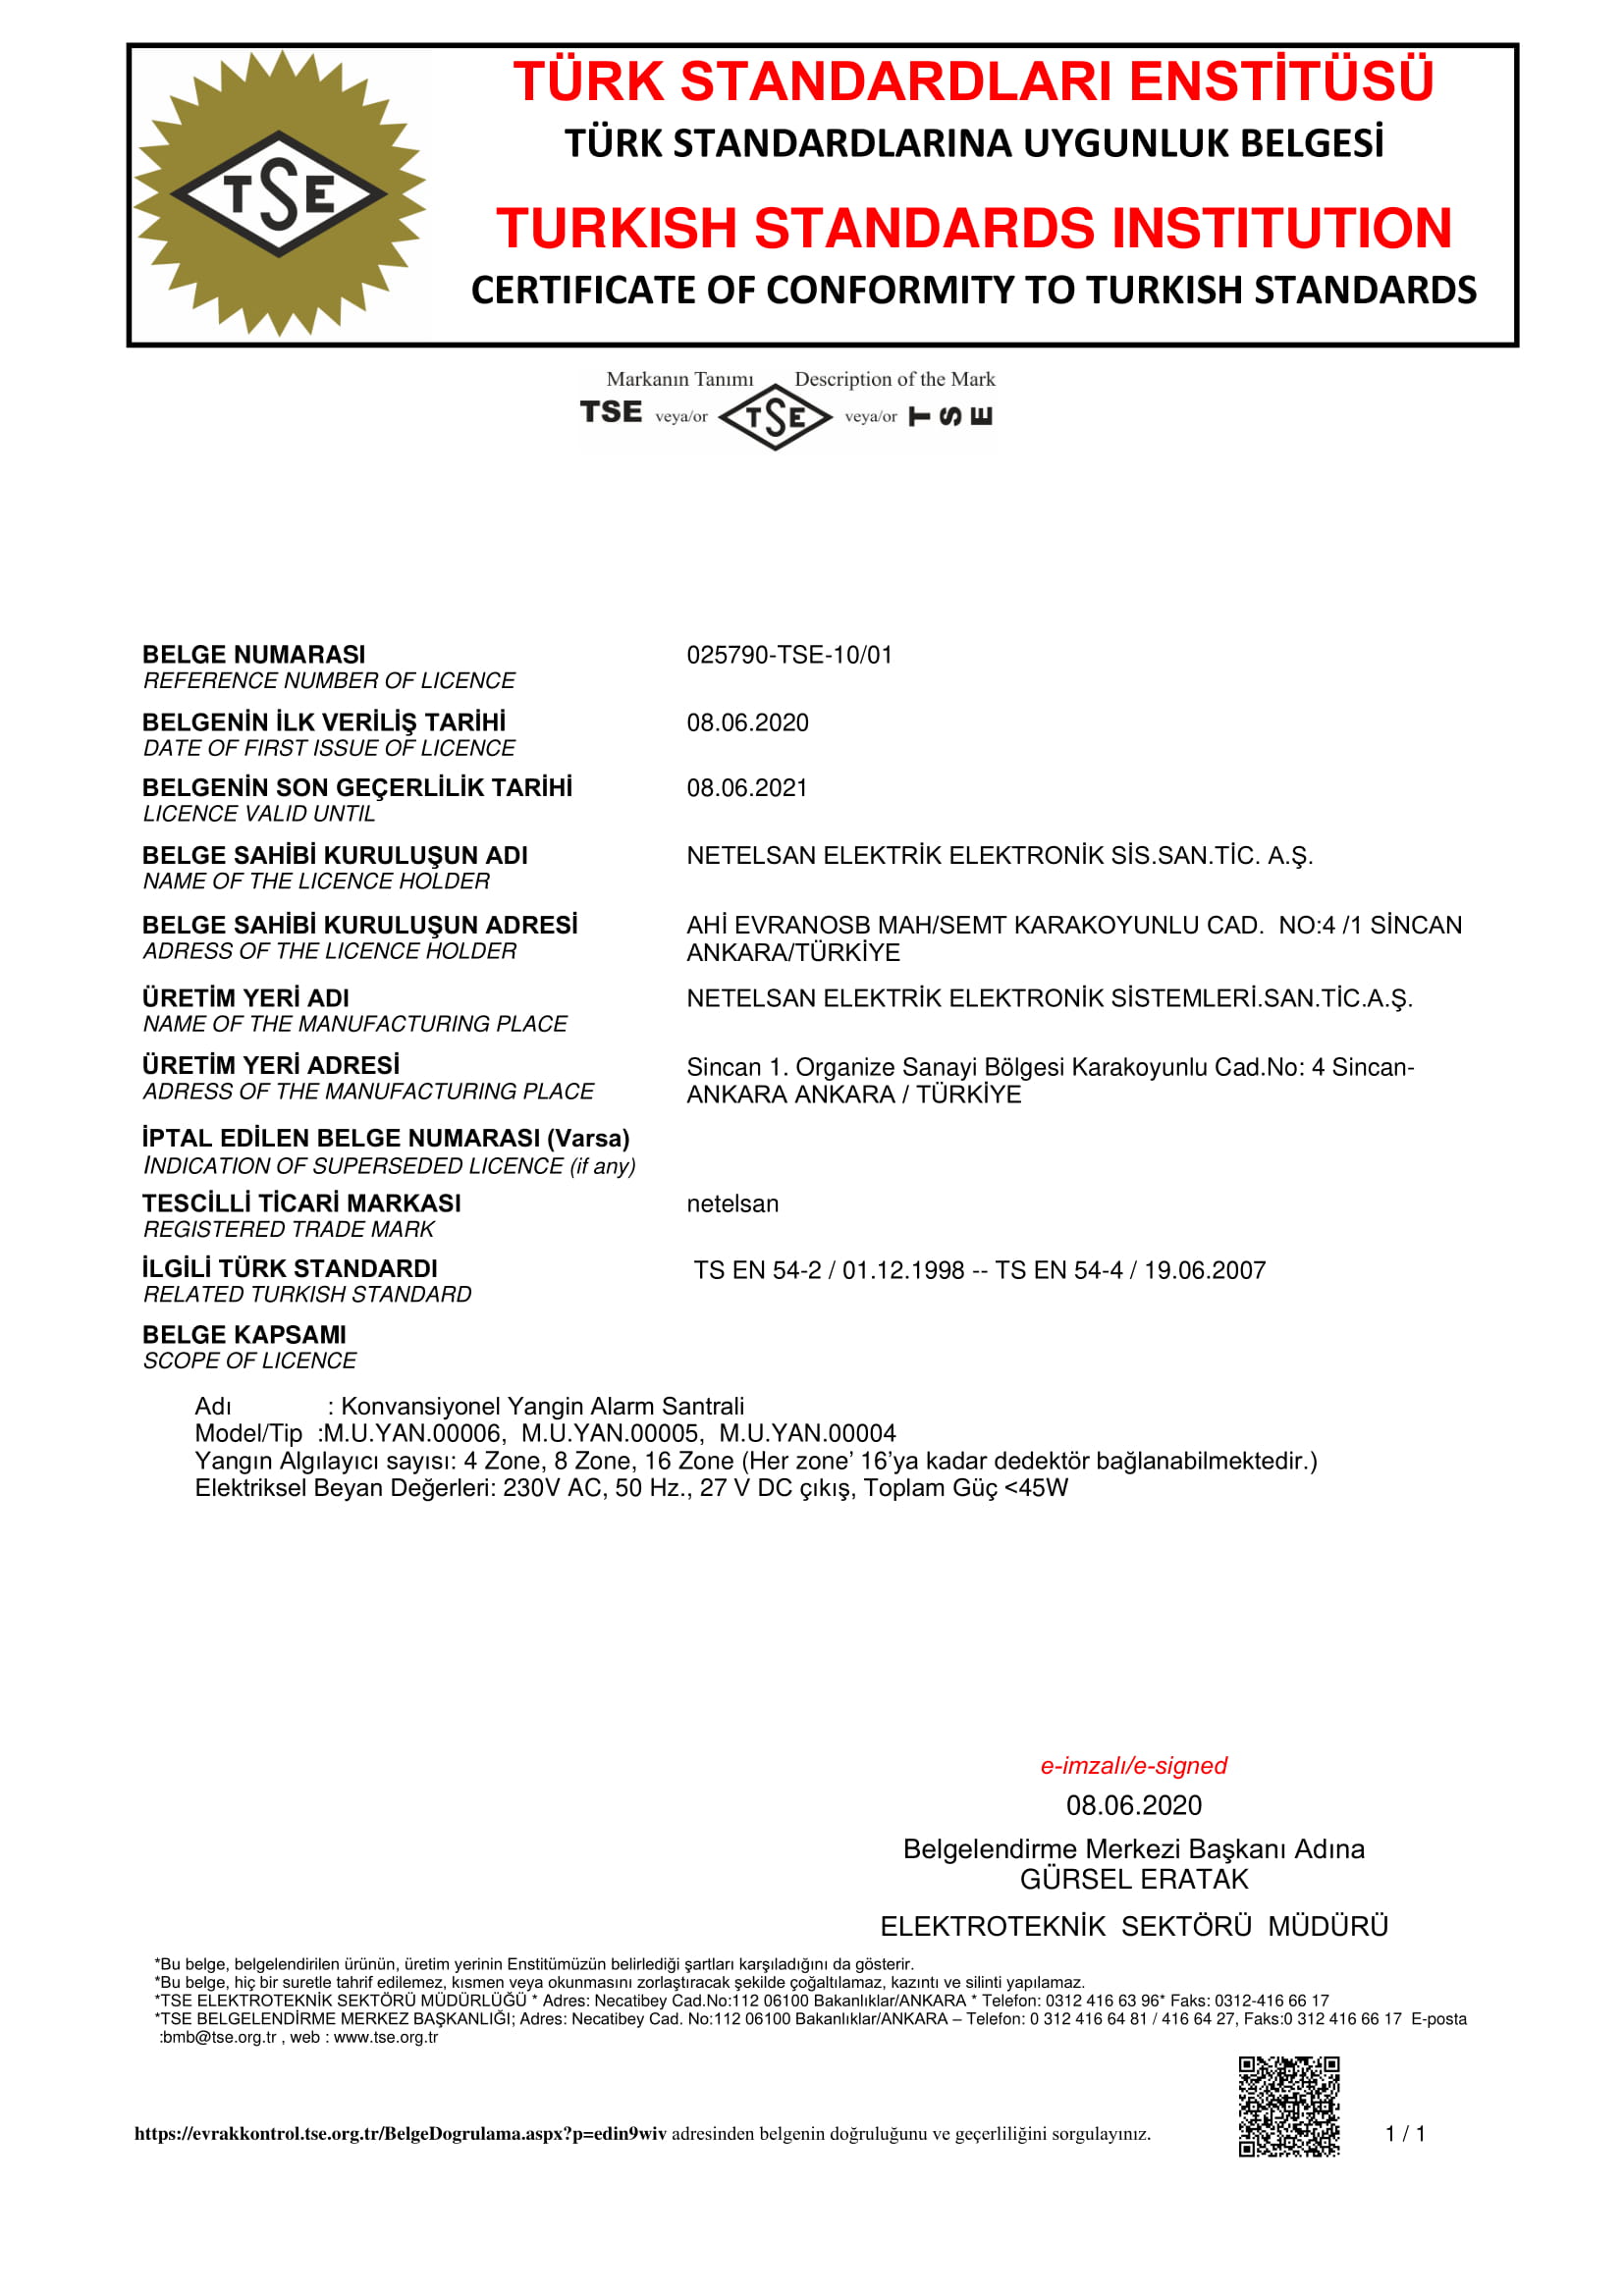 TSE
TÜRK STANDARDLARI ENSTİTÜSÜ
TÜRK STANDARDLARINA UYGUNLUK BELGESİ
TURKISH STANDARDS INSTITUTION
CERTIFICATE OF CONFORMITY TO TURKISH STANDARDS
Markanın Tanımı Description of the Mark
TSE veya/or TSE veya/or TSE
BELGE NUMARASI 025790-TSE-10/01
REFERENCE NUMBER OF LICENCE
BELGENİN İLK VERİLİŞ TARİHİ 08.06.2020
DATE OF FIRST ISSUE OF LICENCE
BELGENİN SON GEÇERLİLİK TARİHİ 08.06.2021
LICENCE VALID UNTIL
BELGE SAHİBİ KURULUŞUN ADI NETELSAN ELEKTRİK ELEKTRONİK SİS.SAN.TİC. A.Ş.
NAME OF THE LICENCE HOLDER
BELGE SAHİBİ KURULUŞUN ADRESİ AHİ EVRANOSB MAH/SEMT KARAKOYUNLU CAD. NO:4 /1 SİNCAN
ADRESS OF THE LICENCE HOLDER ANKARA/TÜRKİYE
ÜRETİM YERİ ADI NETELSAN ELEKTRİK ELEKTRONİK SİSTEMLERİ.SAN.TİC.A.Ş.
NAME OF THE MANUFACTURING PLACE
ÜRETİM YERİ ADRESİ Sincan 1. Organize Sanayi Bölgesi Karakoyunlu Cad.No: 4 Sincan-
ADRESS OF THE MANUFACTURING PLACE ANKARA ANKARA / TÜRKİYE
İPTAL EDİLEN BELGE NUMARASI (Varsa)
INDICATION OF SUPERSEDED LICENCE (if any)
TESCİLLİ TİCARİ MARKASI netelsan
REGISTERED TRADE MARK
İLGİLİ TÜRK STANDARDI TS EN 54-2 / 01.12.1998 -- TS EN 54-4 / 19.06.2007
RELATED TURKISH STANDARD
BELGE KAPSAMI
SCOPE OF LICENCE
Adı : Konvansiyonel Yangin Alarm Santrali
Model/Tip :M.U.YAN.00006, M.U.YAN.00005, M.U.YAN.00004
Yangın Algılayıcı sayısı: 4 Zone, 8 Zone, 16 Zone (Her zone’ 16’ya kadar dedektör bağlanabilmektedir.)
Elektriksel Beyan Değerleri: 230V AC, 50 Hz., 27 V DC çıkış, Toplam Güç <45W
e-imzalı/e-signed
08.06.2020
Belgelendirme Merkezi Başkanı Adına
GÜRSEL ERATAK
ELEKTROTEKNİK SEKTÖRÜ MÜDÜRÜ
*Bu belge, belgelendirilen ürünün, üretim yerinin Enstitümüzün belirlediği şartları karşıladığını da gösterir.
*Bu belge, hiç bir suretle tahrif edilemez, kısmen veya okunmasını zorlaştıracak şekilde çoğaltılamaz, kazıntı ve silinti yapılamaz.
*TSE ELEKTROTEKNİK SEKTÖRÜ MÜDÜRLÜĞÜ * Adres: Necatibey Cad.No:112 06100 Bakanlıklar/ANKARA * Telefon: 0312 416 63 96* Faks: 0312-416 66 17
*TSE BELGELENDİRME MERKEZ BAŞKANLIĞI; Adres: Necatibey Cad. No:112 06100 Bakanlıklar/ANKARA – Telefon: 0 312 416 64 81 / 416 64 27, Faks:0 312 416 66 17 E-posta
:bmb@tse.org.tr , web : www.tse.org.tr
https://evrakkontrol.tse.org.tr/BelgeDogrulama.aspx?p=edin9wiv adresinden belgenin doğruluğunu ve geçerliliğini sorgulayınız.
1 / 1